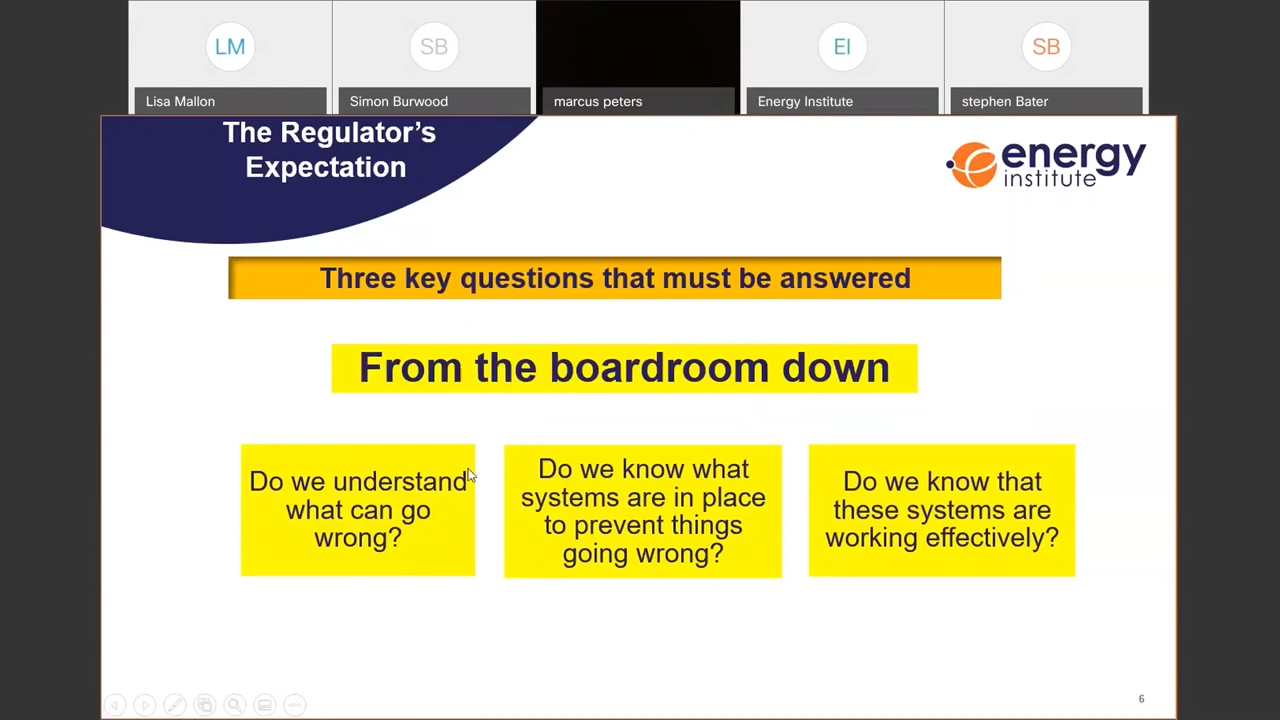 LM
SB
EI
SB
Lisa Mallon
Simon Burwood
marcus peters
Energy Institute
stephen Bater
The Regulator’s
Expectation
energy
institute
Three key questions that must be answered
From the boardroom down
Do we understand
what can go
wrong?
Do we know what
systems are in place
to prevent things
going wrong?
Do we know that
these systems are
working effectively?
6